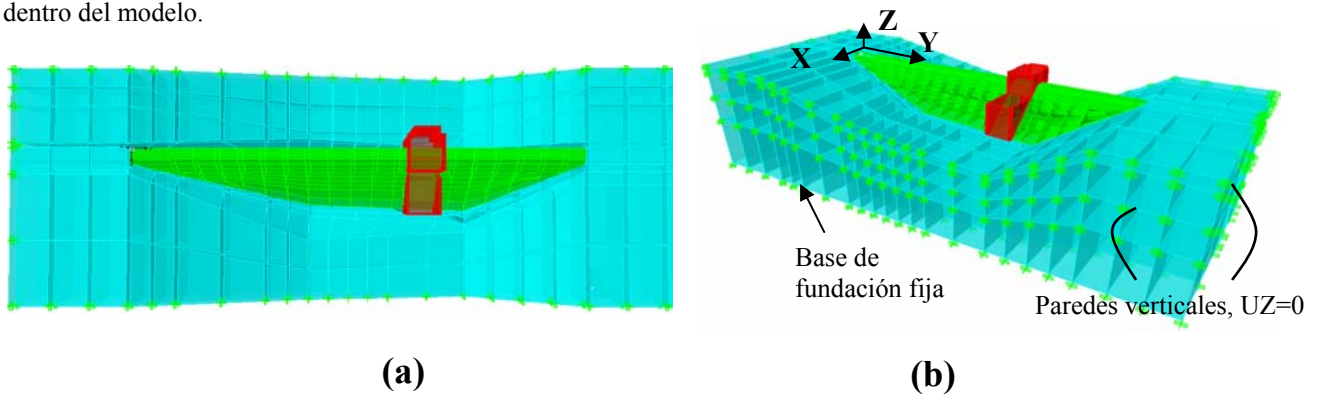 dentro del modelo.
Z
X
Y
Base de
fundación fija
Paredes verticales, UZ=0
(a)
(b)